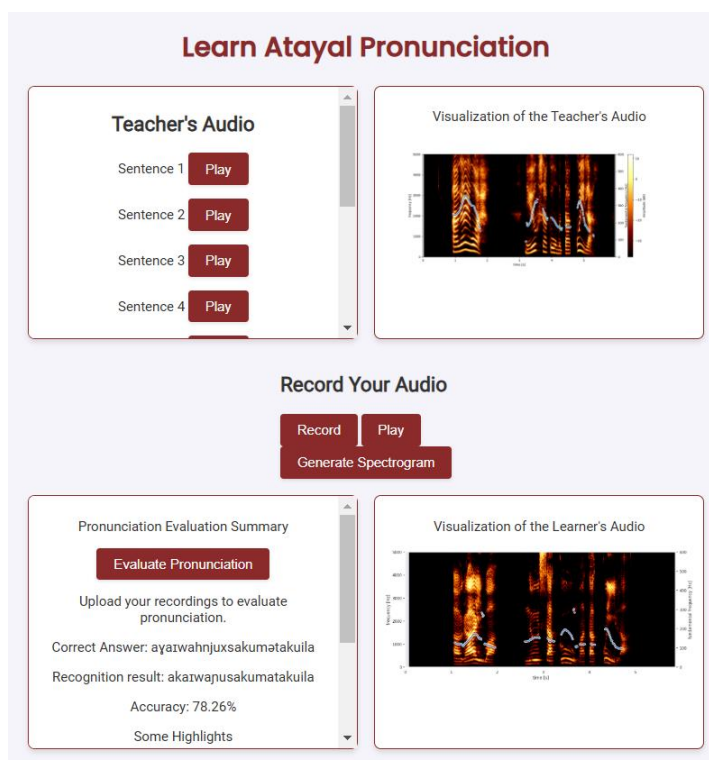 Learn Atayal Pronunciation
Teacher's Audio
Sentence 1 Play
Sentence 2 Play
Sentence 3 Play
Sentence 4 Play
Visualization of the Teacher's Audio
Record Your Audio
Record Play
Generate Spectrogram
Pronunciation Evaluation Summary
Evaluate Pronunciation
Upload your recordings to evaluate
pronunciation.
Correct Answer: aɣaɪwahnjuxsakumətakuila
Recognition result: akaɪwaṇusakumatakuila
Accuracy: 78.26%
Some Highlights
Visualization of the Learner's Audio